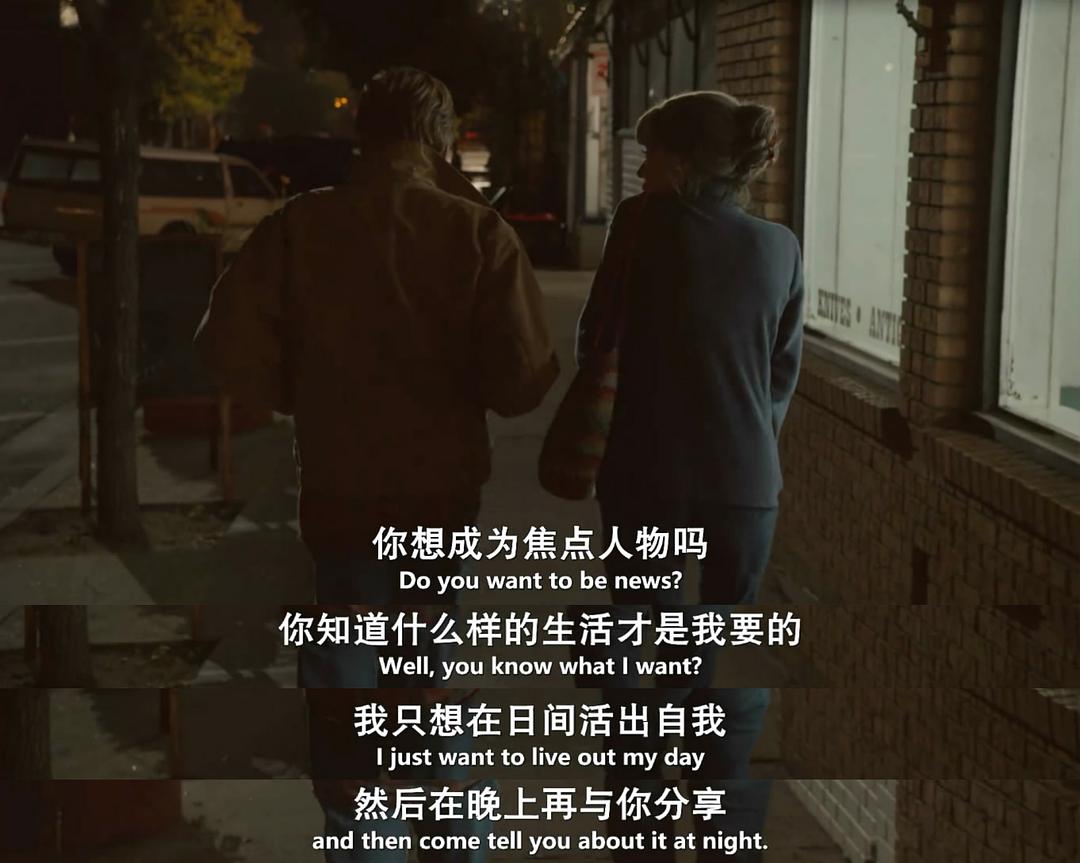 KNIVES • ANTI
你想成为焦点人物吗
Do you want to be news?
你知道什么样的生活才是我要的
Well, you know what I want?
我只想在日间活出自我
I just want to live out my day
然后在晚上再与你分享
and then come tell you about it at night.